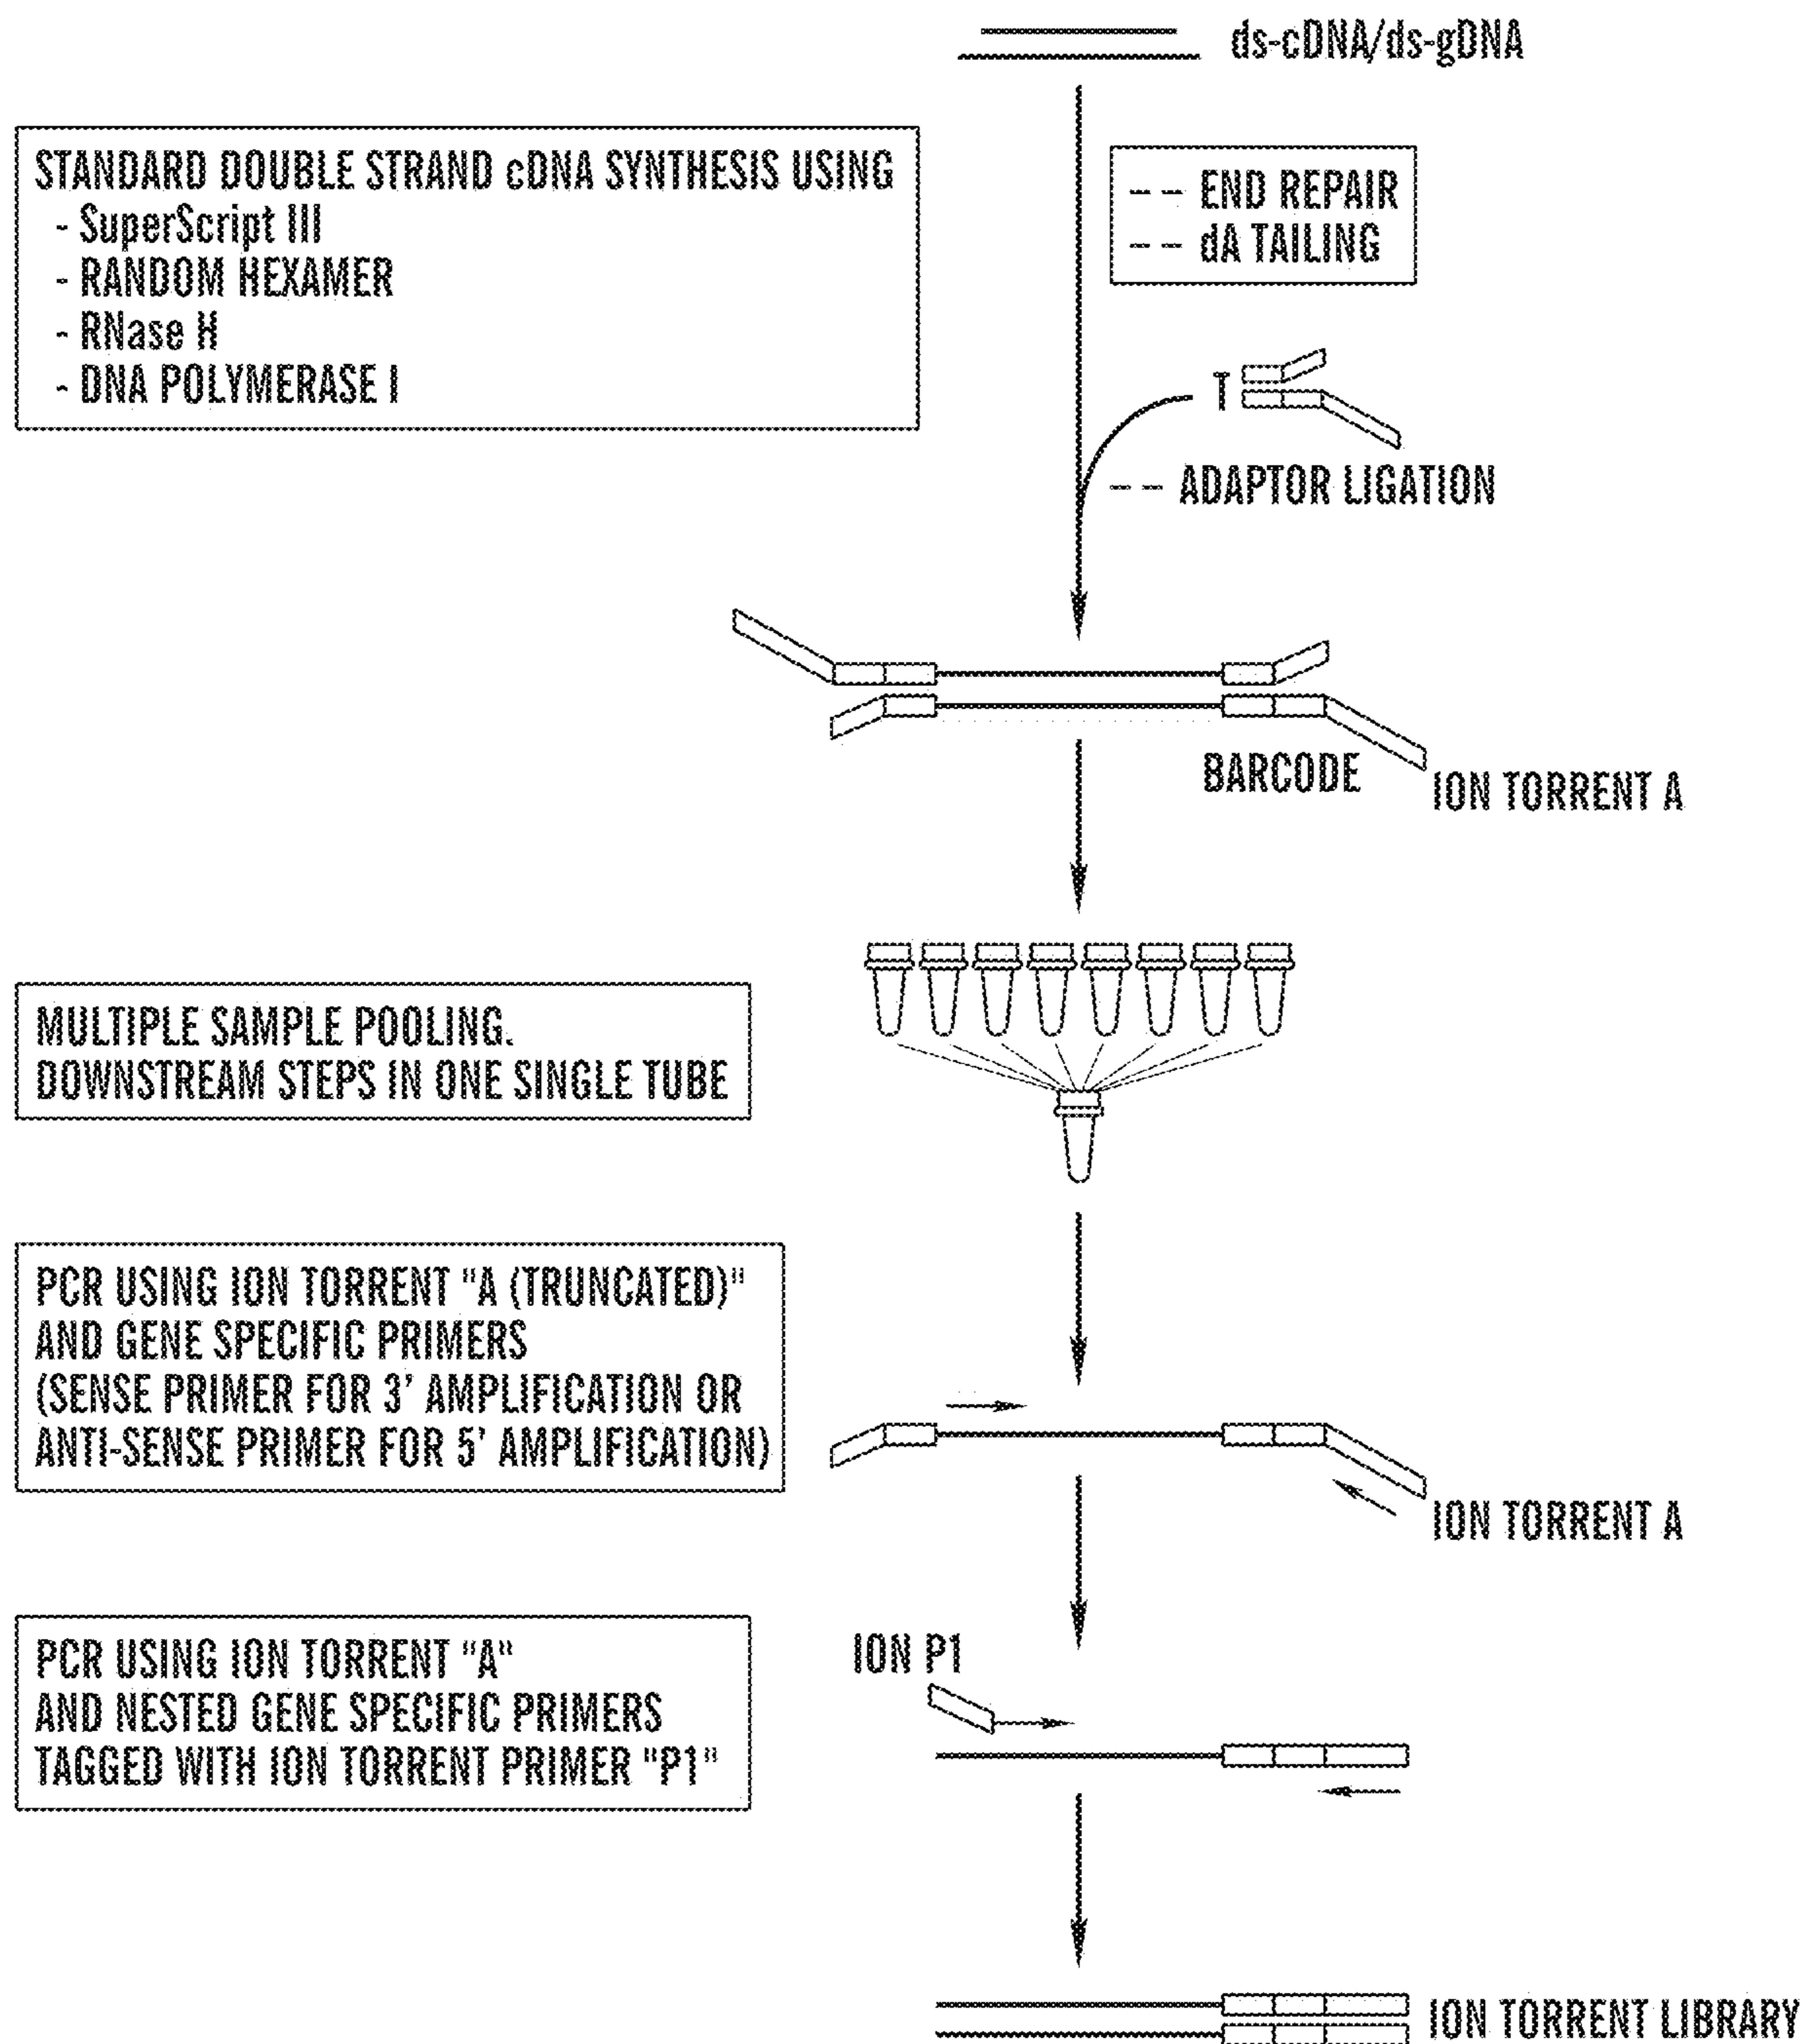 ds-cDNA/ds-gDNA
STANDARD DOUBLE STRAND cDNA SYNTHESIS USING
- SuperScript III
- RANDOM HEXAMER
- RNase H
- DNA POLYMERASE I
-- END REPAIR
-- dA TAILING
T
-- ADAPTOR LIGATION
BARCODE
ION TORRENT A
MULTIPLE SAMPLE POOLING.
DOWNSTREAM STEPS IN ONE SINGLE TUBE
PCR USING ION TORRENT "A (TRUNCATED)"
AND GENE SPECIFIC PRIMERS
(SENSE PRIMER FOR 3' AMPLIFICATION OR
ANTI-SENSE PRIMER FOR 5' AMPLIFICATION)
ION TORRENT A
PCR USING ION TORRENT "A"
AND NESTED GENE SPECIFIC PRIMERS
TAGGED WITH ION TORRENT PRIMER "P1"
ION P1
ION TORRENT LIBRARY